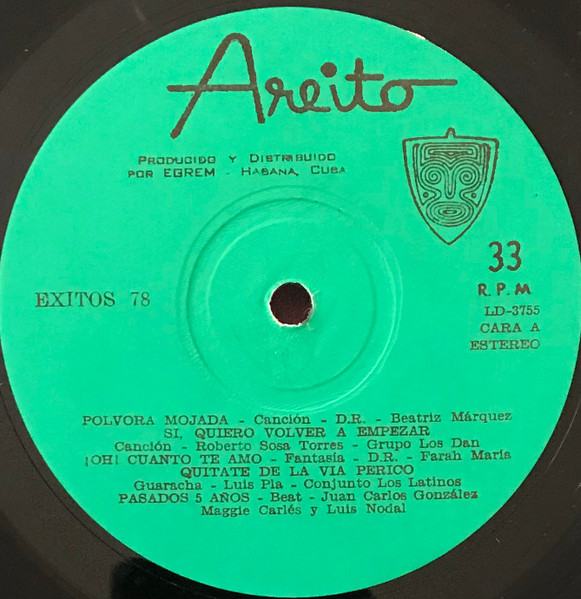 Areito
PRODUCIDO Y DISTRIBUIDO
POR EGREM - HABANA, CUBA
33
R.P.M
EXITOS 78
LD-3755
CARA A
ESTEREO
POLVORA MOJADA - Canción - D.R. - Beatriz Márquez
SI, QUIERO VOLVER A EMPEZAR
Canción - Roberto Sosa Torres - Grupo Los Dan
¡OH! CUANTO TE AMO - Fantasía - D.R. - Farah María
QUITATE DE LA VIA PERICO
Guaracha - Luis Pla - Conjunto Los Latinos
PASADOS 5 AÑOS - Beat - Juan Carlos González
Maggie Carlés y Luis Nodal